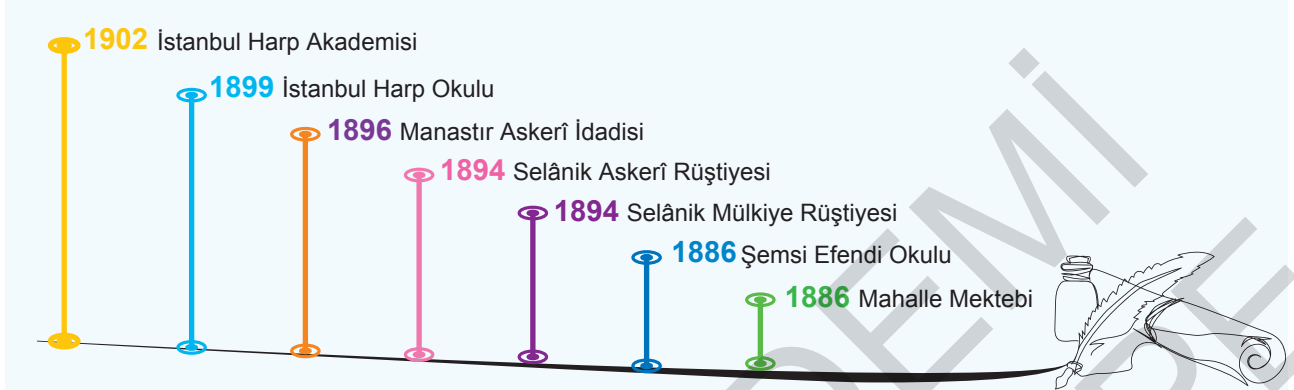 1902 İstanbul Harp Akademisi
1899 İstanbul Harp Okulu
1896 Manastır Askerî İdadisi
1894 Selânik Askerî Rüştiyesi
1894 Selânik Mülkiye Rüştiyesi
1886 Şemsi Efendi Okulu
1886 Mahalle Mektebi